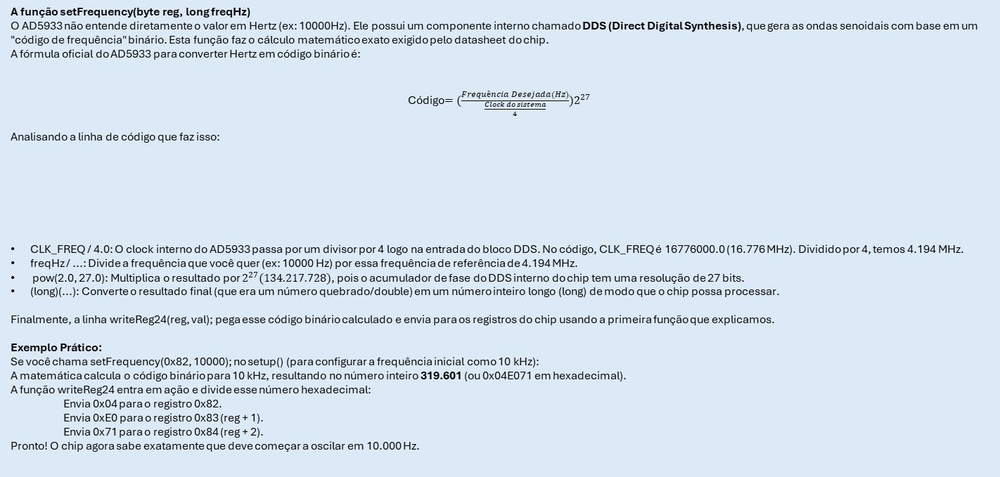 A função setFrequency(byte reg, long freqHz)
O AD5933 não entende diretamente o valor em Hertz (ex: 10000Hz). Ele possui um componente interno chamado DDS (Direct Digital Synthesis), que gera as ondas senoidais com base em um
"código de frequência" binário. Esta função faz o cálculo matemático exato exigido pelo datasheet do chip.
A fórmula oficial do AD5933 para converter Hertz em código binário é:
Código= (Frequência Desejada(Hz) / (Clock do sistema / 4))2^27
Analisando a linha de código que faz isso:
• CLK_FREQ / 4.0: O clock interno do AD5933 passa por um divisor por 4 logo na entrada do bloco DDS. No código, CLK_FREQ é 16776000.0 (16.776 MHz). Dividido por 4, temos 4.194 MHz.
• freqHz / ...: Divide a frequência que você quer (ex: 10000 Hz) por essa frequência de referência de 4.194 MHz.
• pow(2.0, 27.0): Multiplica o resultado por 2^27 (134.217.728), pois o acumulador de fase do DDS interno do chip tem uma resolução de 27 bits.
• (long)(...): Converte o resultado final (que era um número quebrado/double) em um número inteiro longo (long) de modo que o chip possa processar.
Finalmente, a linha writeReg24(reg, val); pega esse código binário calculado e envia para os registros do chip usando a primeira função que explicamos.
Exemplo Prático:
Se você chama setFrequency(0x82, 10000); no setup() (para configurar a frequência inicial como 10 kHz):
A matemática calcula o código binário para 10 kHz, resultando no número inteiro 319.601 (ou 0x04E071 em hexadecimal).
A função writeReg24 entra em ação e divide esse número hexadecimal:
Envia 0x04 para o registro 0x82.
Envia 0xE0 para o registro 0x83 (reg + 1).
Envia 0x71 para o registro 0x84 (reg + 2).
Pronto! O chip agora sabe exatamente que deve começar a oscilar em 10.000 Hz.